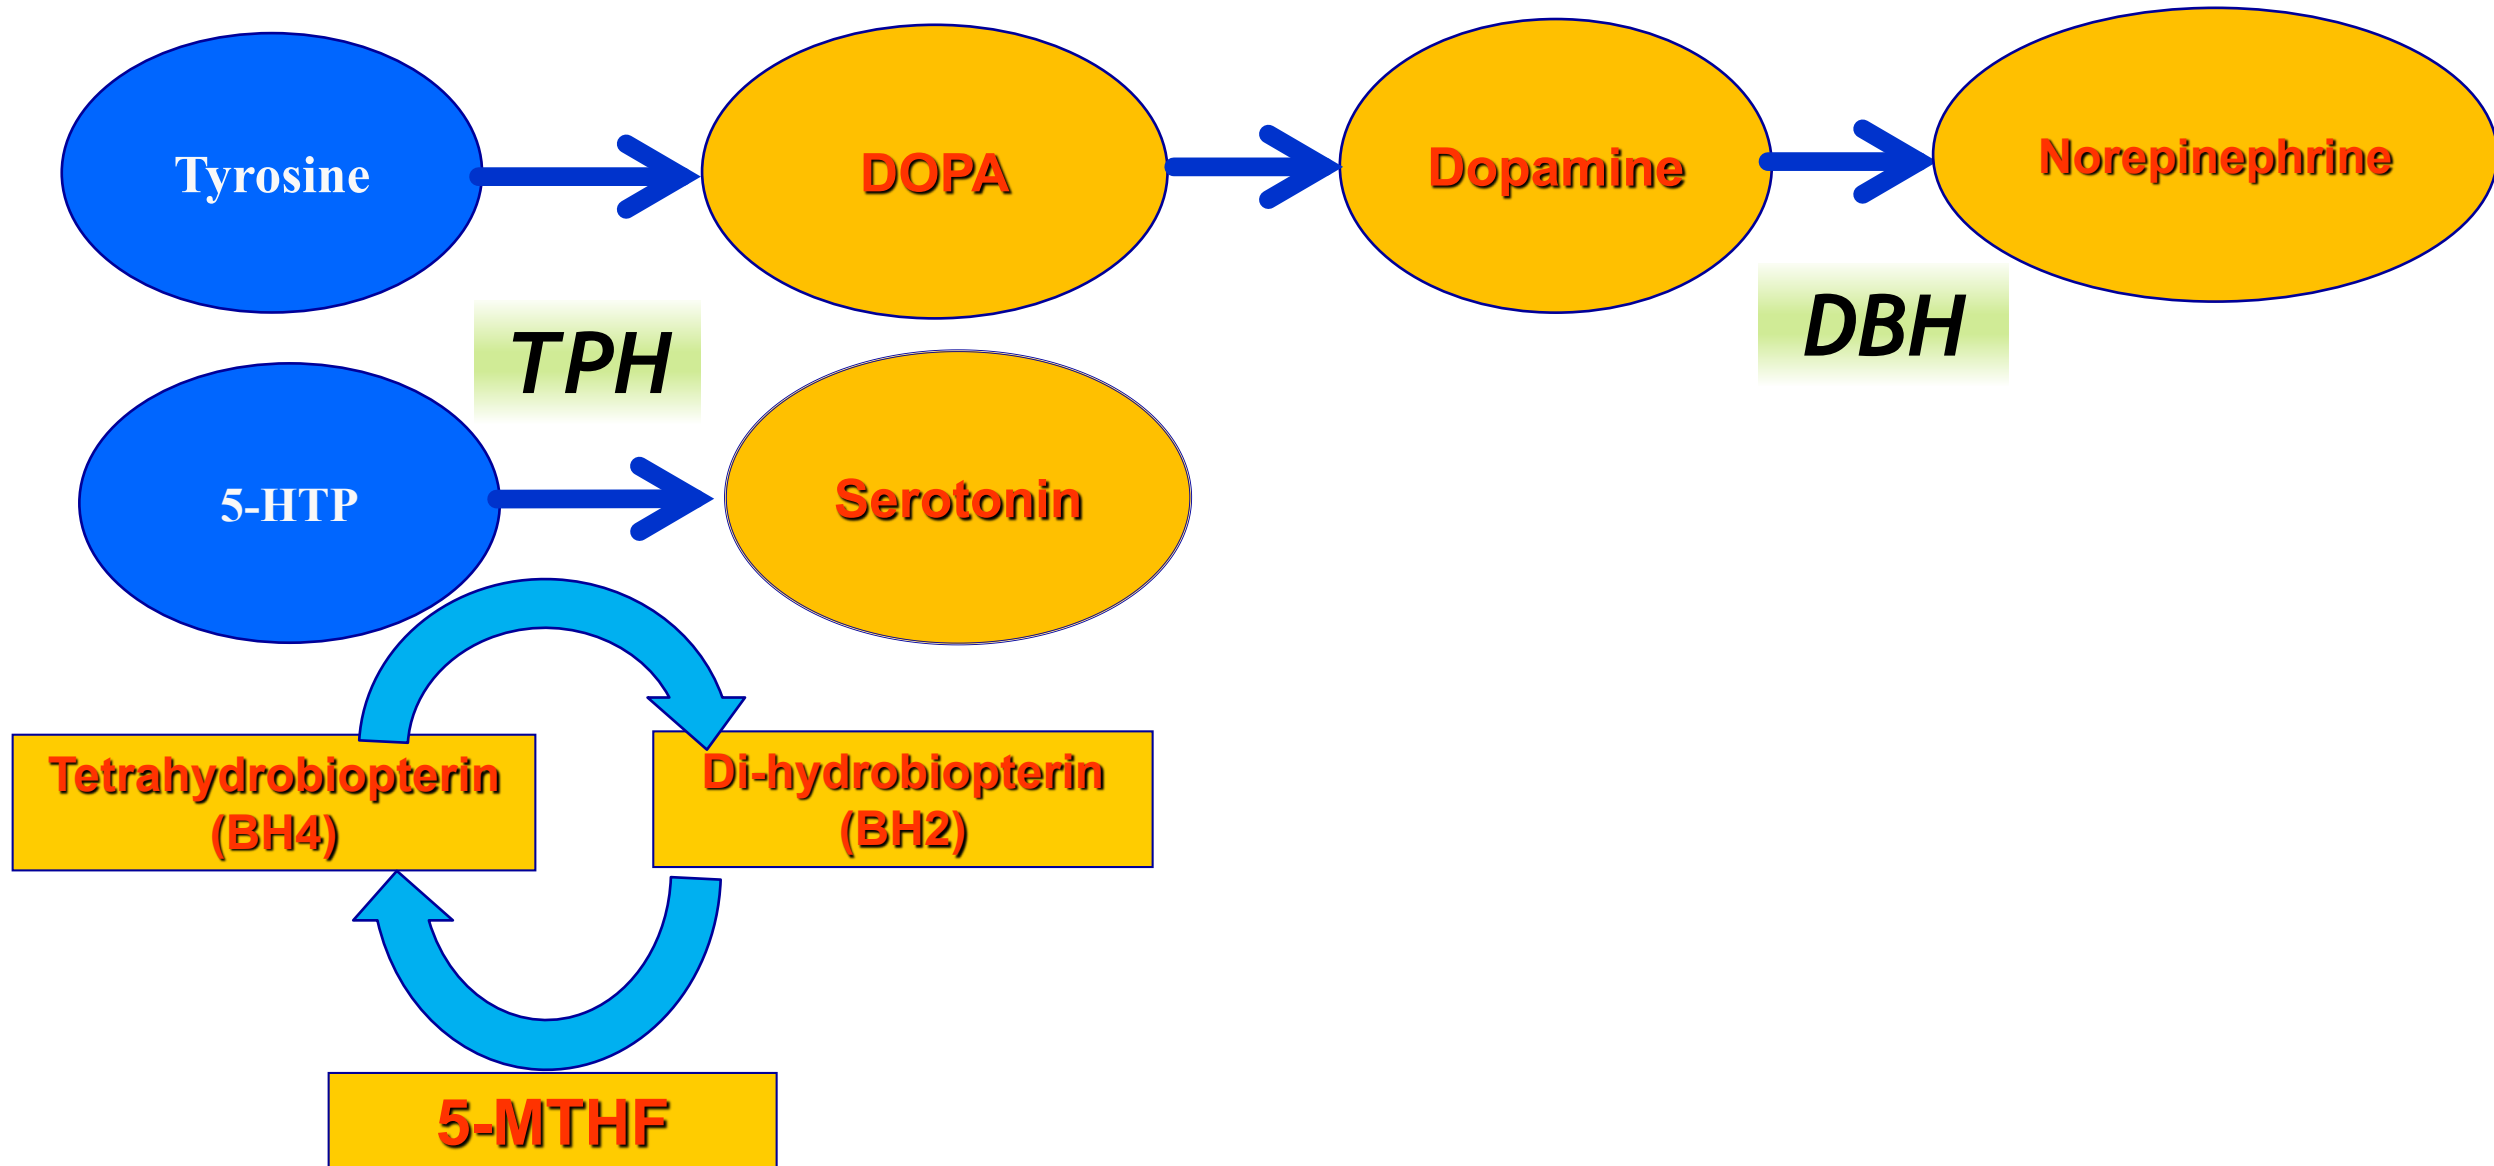 Tyrosine
DOPA
Dopamine
Norepinephrine
TPH
DBH
5-HTP
Serotonin
Tetrahydrobiopterin
(BH4)
Di-hydrobiopterin
(BH2)
5-MTHF